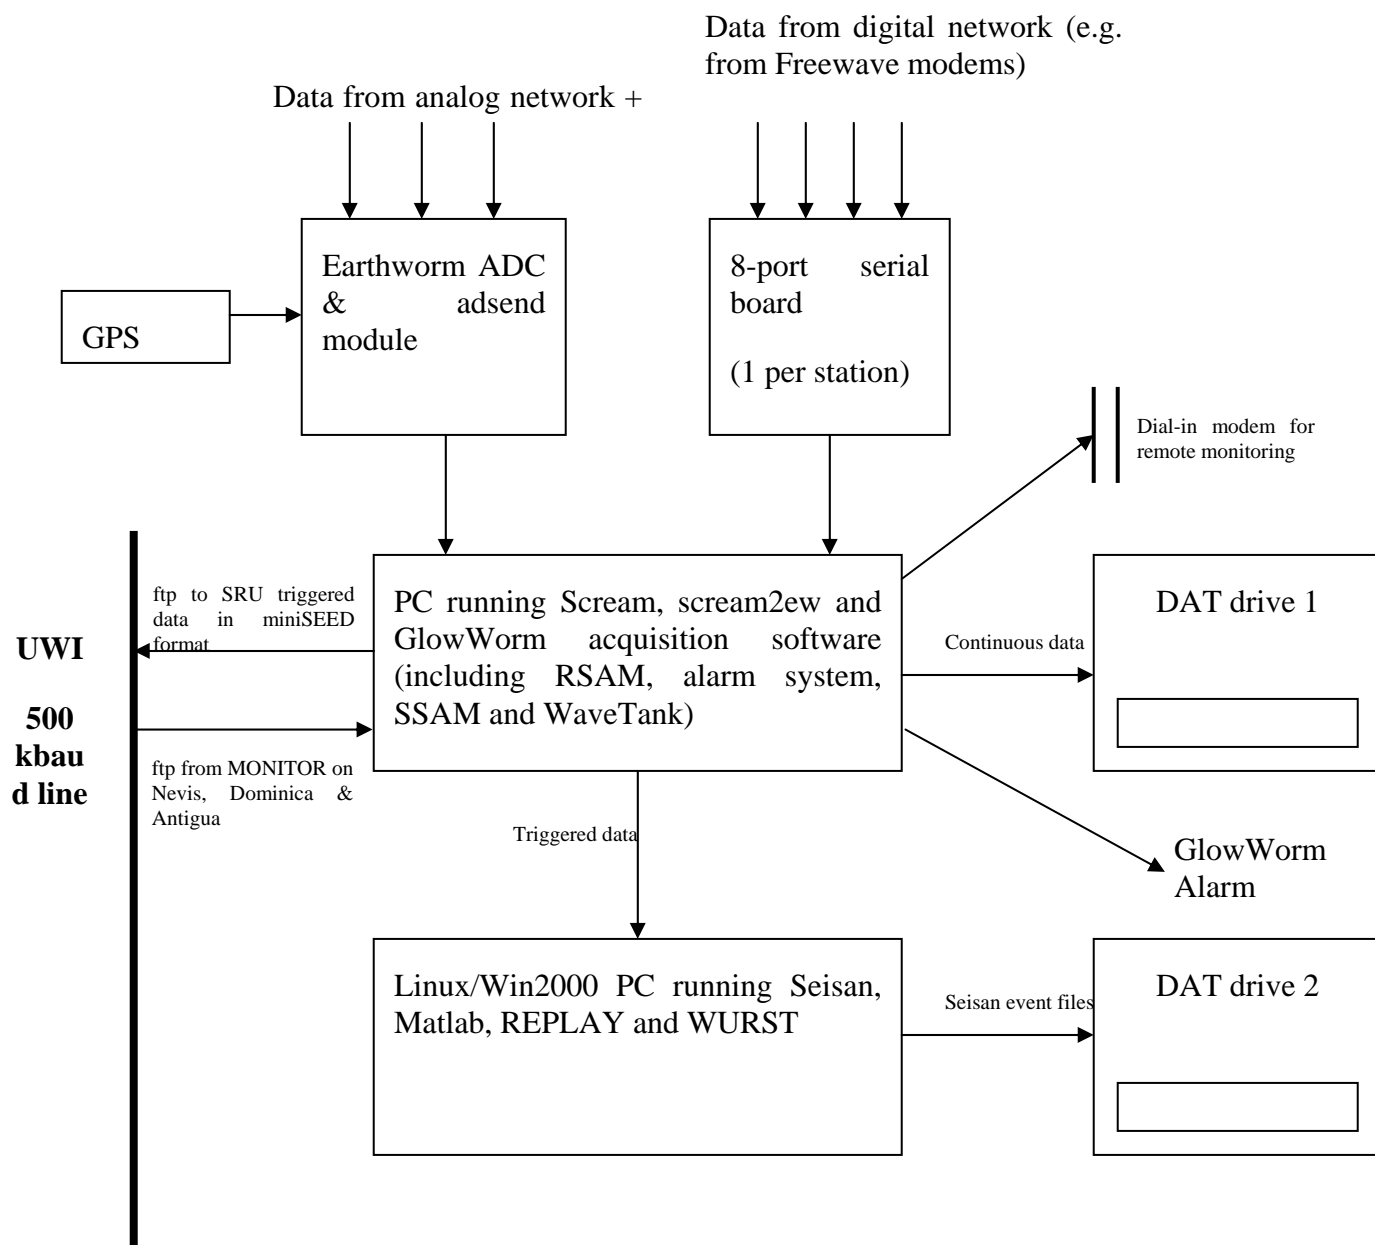 Data from digital network (e.g.
from Freewave modems)
Data from analog network +
Earthworm ADC
& adsend
module
8-port serial
board
(1 per station)
GPS
Dial-in modem for
remote monitoring
ftp to SRU triggered
data in miniSEED
format
UWI
500
kbau
d line
ftp from MONITOR on
Nevis, Dominica &
Antigua
PC running Scream, scream2ew and
GlowWorm acquisition software
(including RSAM, alarm system,
SSAM and WaveTank)
Continuous data
DAT drive 1
Triggered data
GlowWorm
Alarm
Linux/Win2000 PC running Seisan,
Matlab, REPLAY and WURST
Seisan event files
DAT drive 2